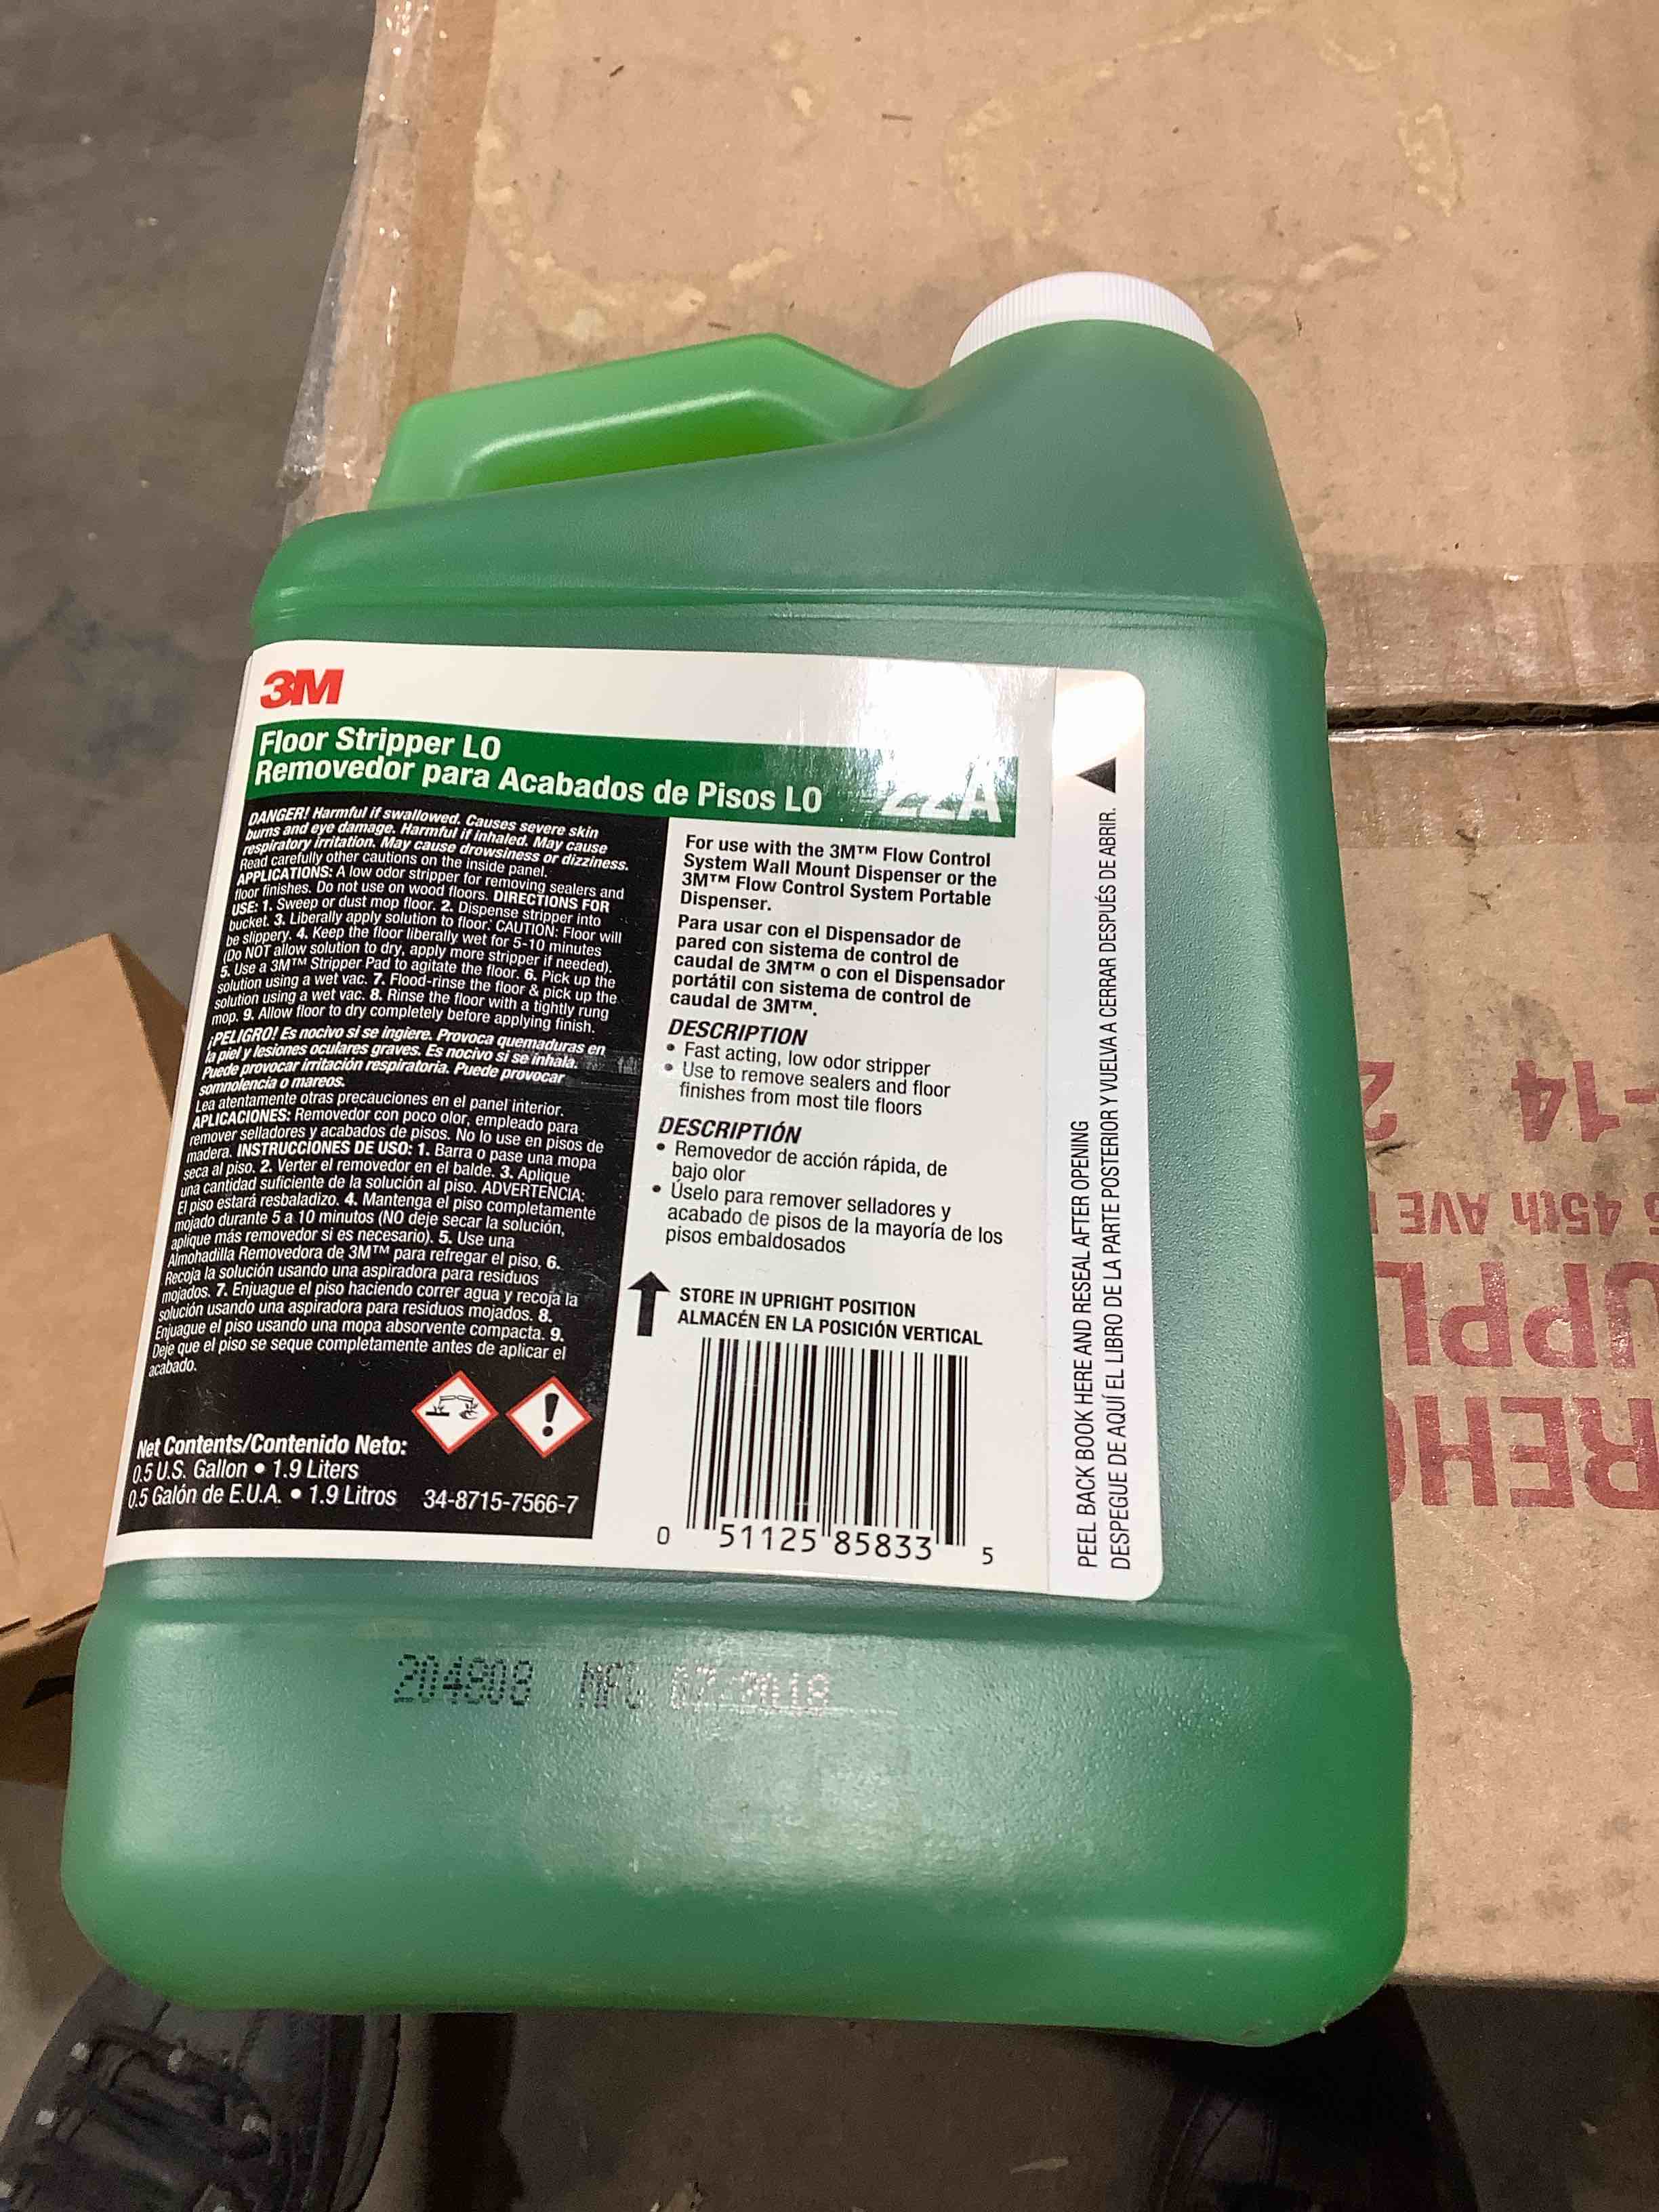 3M
Floor Stripper LO
Removedor para Acabados de Pisos LO
22A
DANGER! Harmful if swallowed. Causes severe skin
burns and eye damage. Harmful if inhaled. May cause
respiratory irritation. May cause drowsiness or dizziness.
Read carefully other cautions on the inside panel.
APPLICATIONS: A low odor stripper for removing sealers and
floor finishes. Do not use on wood floors. DIRECTIONS FOR
USE: 1. Sweep or dust mop floor. 2. Dispense stripper into
bucket. 3. Liberally apply solution to floor. CAUTION: Floor will
be slippery. 4. Keep the floor liberally wet for 5-10 minutes
(Do NOT allow solution to dry, apply more stripper if needed).
5. Use a 3M™ Stripper Pad to agitate the floor. 6. Pick up the
solution using a wet vac. 7. Flood-rinse the floor & pick up the
solution using a wet vac. 8. Rinse the floor with a tightly rung
mop. 9. Allow floor to dry completely before applying finish.
¡PELIGRO! Es nocivo si se ingiere. Provoca quemaduras en
la piel y lesiones oculares graves. Es nocivo si se inhala.
Puede provocar irritación respiratoria. Puede provocar
somnolencia o mareos.
Lea atentamente otras precauciones en el panel interior.
APLICACIONES: Removedor con poco olor, empleado para
remover selladores y acabados de pisos. No lo use en pisos de
madera. INSTRUCCIONES DE USO: 1. Barra o pase una mopa
seca al piso. 2. Verter el removedor en el balde. 3. Aplique
una cantidad suficiente de la solución al piso. ADVERTENCIA:
El piso estará resbaladizo. 4. Mantenga el piso completamente
mojado durante 5 a 10 minutos (NO deje secar la solución,
aplique más removedor si es necesario). 5. Use una
Almohadilla Removedora de 3M™ para refregar el piso, 6.
Recoja la solución usando una aspiradora para residuos
mojados. 7. Enjuague el piso haciendo correr agua y recoja la
solución usando una aspiradora para residuos mojados. 8.
Enjuague el piso usando una mopa absorvente compacta. 9.
Deje que el piso se seque completamente antes de aplicar el
acabado.
Net Contents/Contenido Neto:
0.5 U.S. Gallon • 1.9 Liters
0.5 Galón de E.U.A. • 1.9 Litros 34-8715-7566-7
For use with the 3M™ Flow Control
System Wall Mount Dispenser or the
3M™ Flow Control System Portable
Dispenser.
Para usar con el Dispensador de
pared con sistema de control de
caudal de 3M™ o con el Dispensador
portátil con sistema de control de
caudal de 3M™.
DESCRIPTION
• Fast acting, low odor stripper
• Use to remove sealers and floor
finishes from most tile floors
DESCRIPTIÓN
• Removedor de acción rápida, de
bajo olor
• Úselo para remover selladores y
acabado de pisos de la mayoría de los
pisos embaldosados
STORE IN UPRIGHT POSITION
ALMACÉN EN LA POSICIÓN VERTICAL
0 51125 85833 5
PEEL BACK BOOK HERE AND RESEAL AFTER OPENING
DESPEGUE DE AQUÍ EL LIBRO DE LA PARTE POSTERIOR Y VUELVA A CERRAR DESPUÉS DE ABRIR.
204808 MFG
45th AVE
-14 2